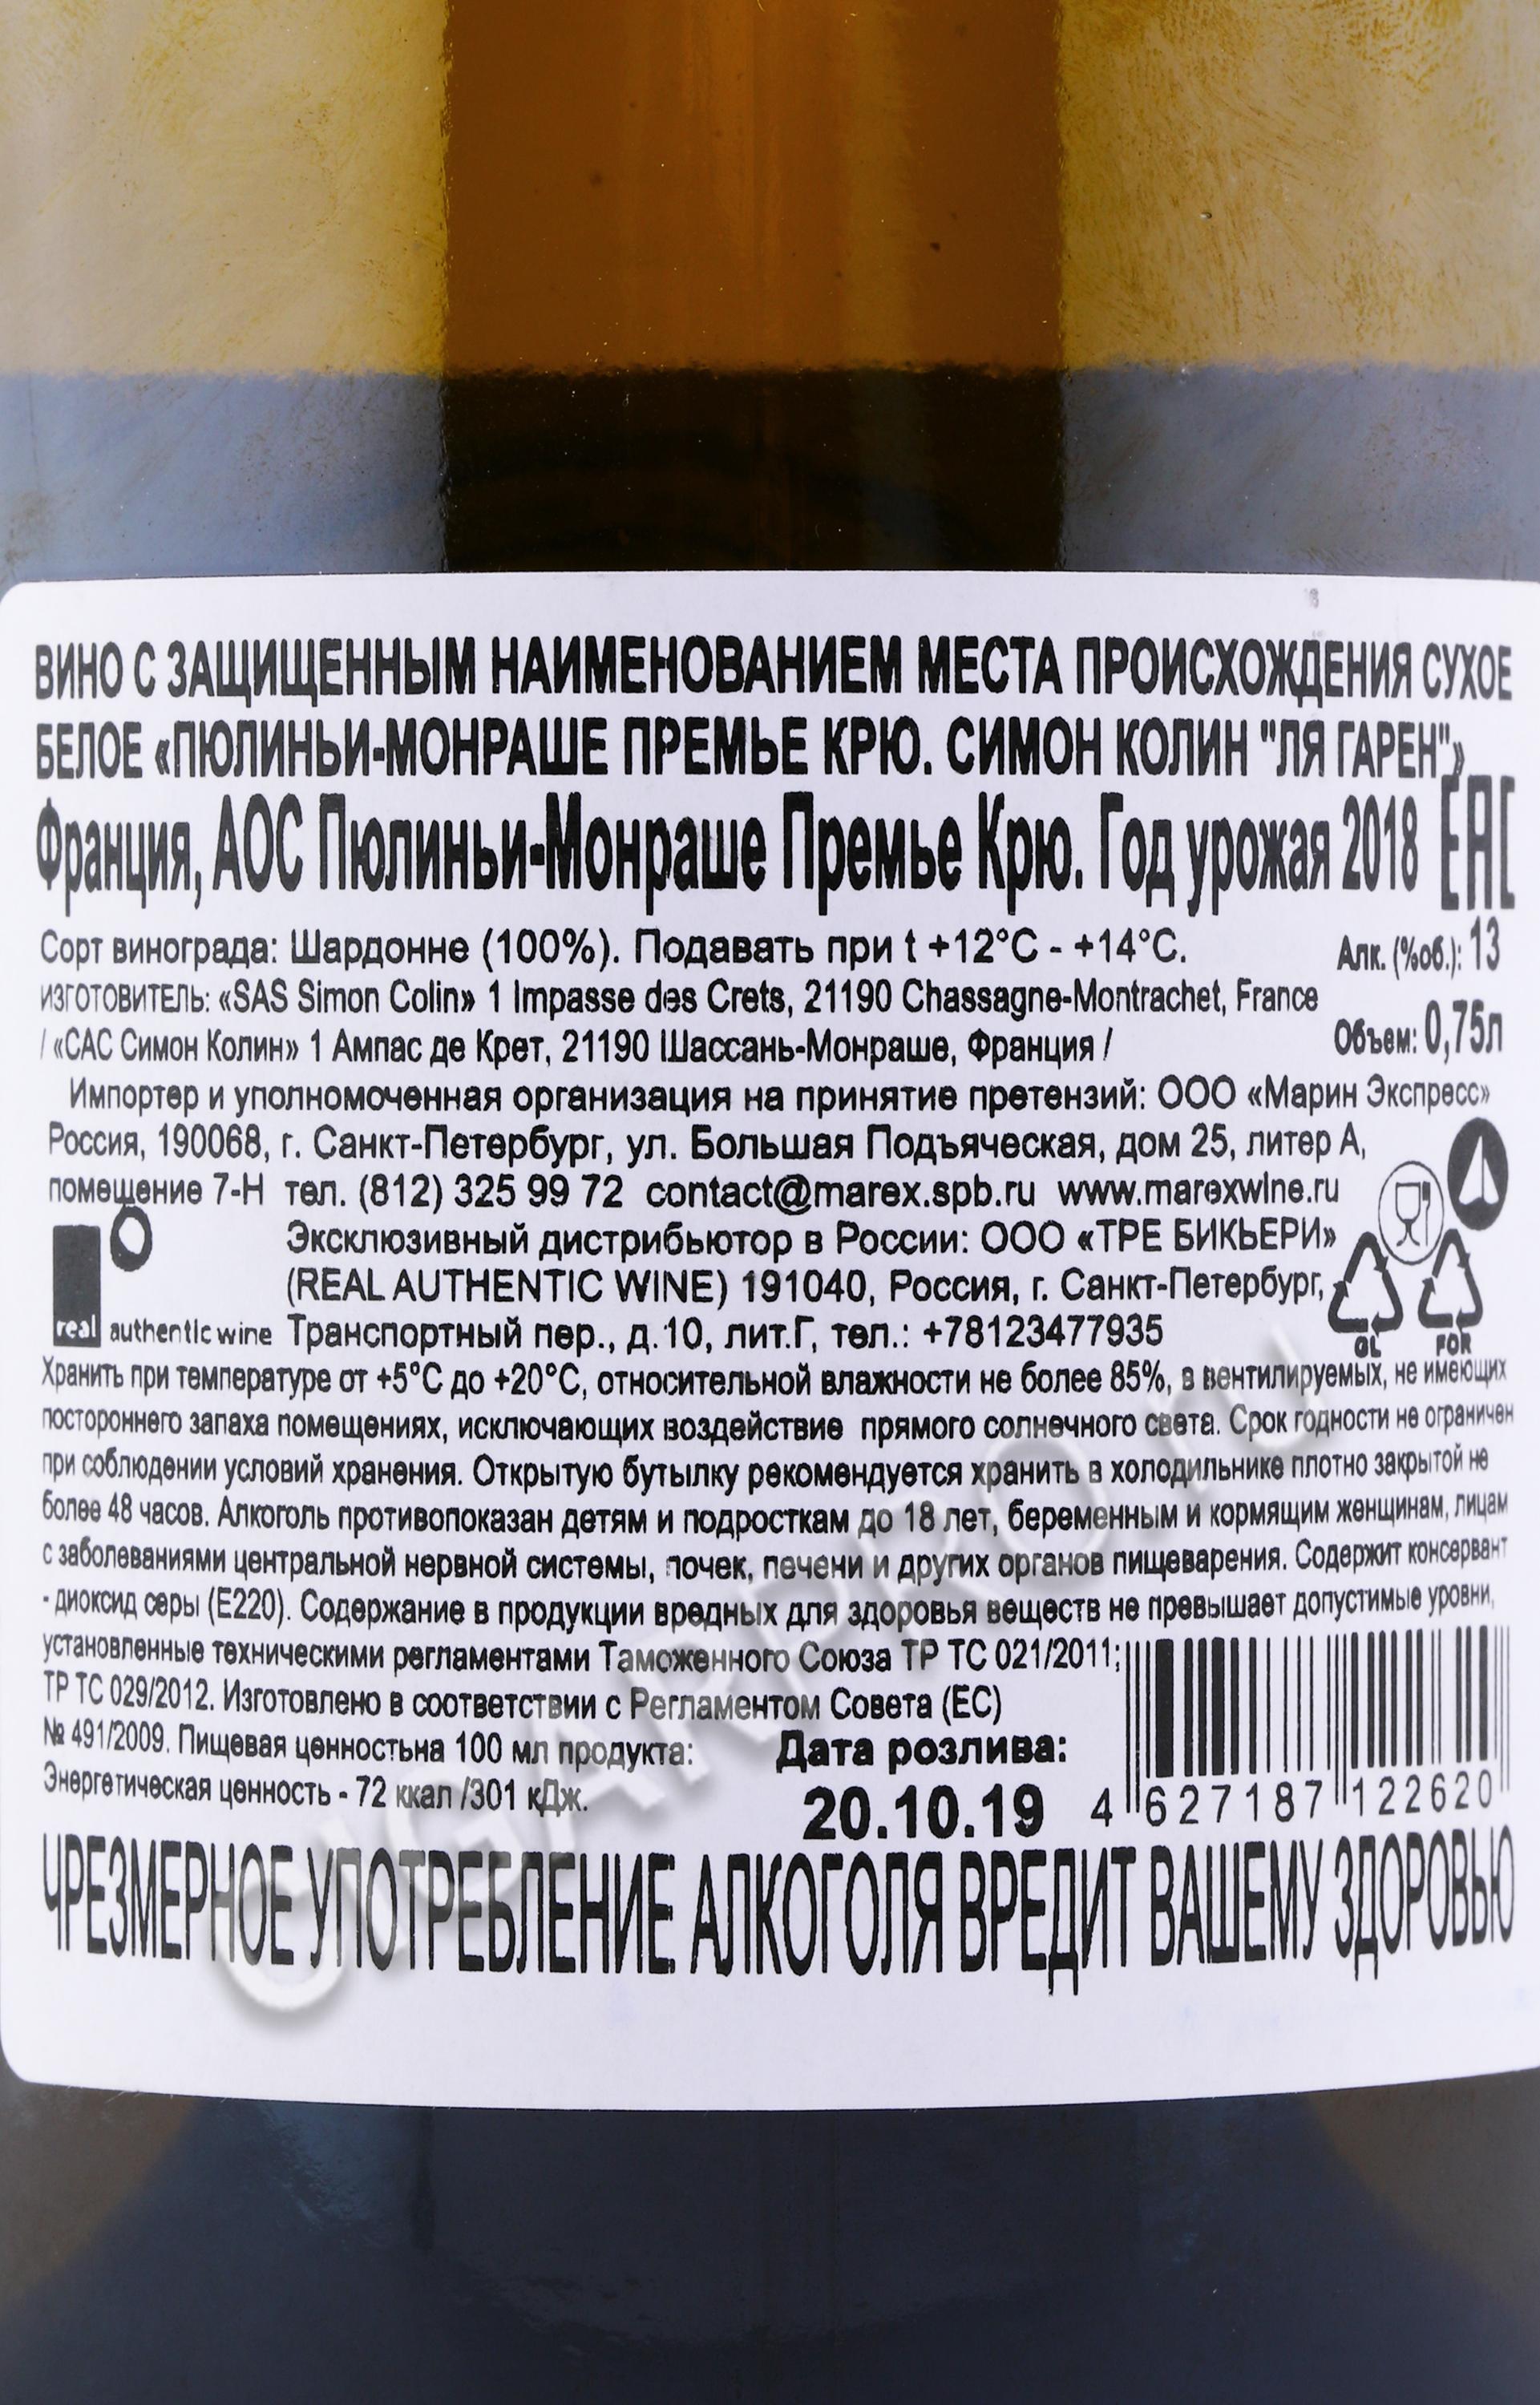 ВИНО С ЗАЩИЩЕННЫМ НАИМЕНОВАНИЕМ МЕСТА ПРОИСХОЖДЕНИЯ СУХОЕ
БЕЛОЕ «ПЮЛИНЬИ-МОНРАШЕ ПРЕМЬЕ КРЮ. СИМОН КОЛИН "ЛЯ ГАРЕН"»
Франция, АОС Пюлиньи-Монраше Премье Крю. Год урожая 2018 EAC
Сорт винограда: Шардонне (100%). Подавать при t +12°C - +14°C. Алк. (%об.): 13
ИЗГОТОВИТЕЛЬ: «SAS Simon Colin» 1 Impasse des Crets, 21190 Chassagne-Montrachet, France
/ «САС Симон Колин» 1 Ампас де Крет, 21190 Шассань-Монраше, Франция / Объем: 0,75л
Импортер и уполномоченная организация на принятие претензий: ООО «Марин Экспресс»
Россия, 190068, г. Санкт-Петербург, ул. Большая Подъяческая, дом 25, литер А,
помещение 7-Н тел. (812) 325 99 72 contact@marex.spb.ru www.marexwine.ru
Эксклюзивный дистрибьютор в России: ООО «ТРЕ БИКЬЕРИ»
(REAL AUTHENTIC WINE) 191040, Россия, г. Санкт-Петербург,
real authentic wine Транспортный пер., д.10, лит.Г, тел.: +78123477935
GL FOR
Хранить при температуре от +5°C до +20°C, относительной влажности не более 85%, в вентилируемых, не имеющих
постороннего запаха помещениях, исключающих воздействие прямого солнечного света. Срок годности не ограничен
при соблюдении условий хранения. Открытую бутылку рекомендуется хранить в холодильнике плотно закрытой не
более 48 часов. Алкоголь противопоказан детям и подросткам до 18 лет, беременным и кормящим женщинам, лицам
с заболеваниями центральной нервной системы, почек, печени и других органов пищеварения. Содержит консервант
- диоксид серы (E220). Содержание в продукции вредных для здоровья веществ не превышает допустимые уровни,
установленные техническими регламентами Таможенного Союза ТР ТС 021/2011;
ТР ТС 029/2012. Изготовлено в соответствии с Регламентом Совета (ЕС)
№ 491/2009. Пищевая ценностьна 100 мл продукта:
Энергетическая ценность - 72 ккал /301 кДж.
Дата розлива:
20.10.19
4 627187 122620
ЧРЕЗМЕРНОЕ УПОТРЕБЛЕНИЕ АЛКОГОЛЯ ВРЕДИТ ВАШЕМУ ЗДОРОВЬЮ
CIGARPRO.ru